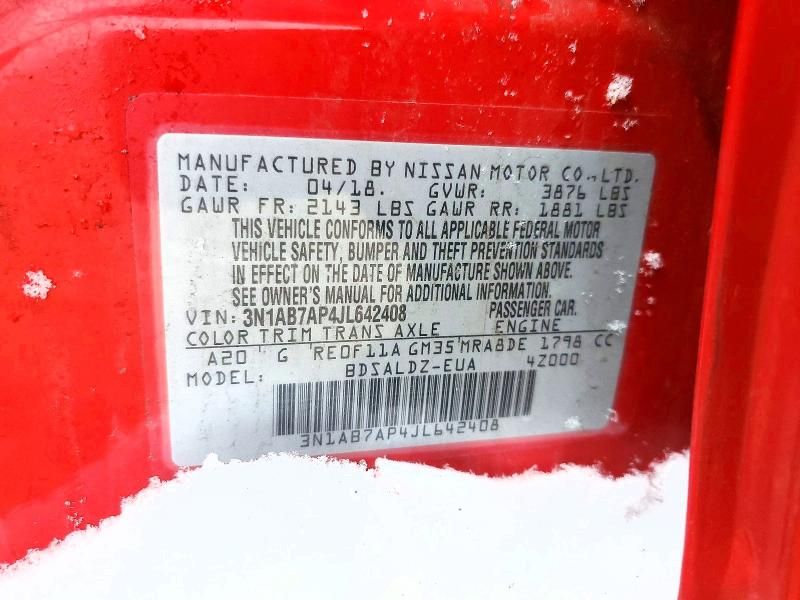 MANUFACTURED BY NISSAN MOTOR CO.,LTD.
DATE: 04/18. GVWR: 3876 LBS
GAWR FR: 2143 LBS GAWR RR: 1881 LBS
THIS VEHICLE CONFORMS TO ALL APPLICABLE FEDERAL MOTOR
VEHICLE SAFETY, BUMPER AND THEFT PREVENTION STANDARDS
IN EFFECT ON THE DATE OF MANUFACTURE SHOWN ABOVE.
SEE OWNER'S MANUAL FOR ADDITIONAL INFORMATION.
VIN: 3N1AB7AP4JL642408 PASSENGER CAR.
COLOR TRIM TRANS AXLE ENGINE
A20 G RE0F11A GM35 MRA8DE 1798 CC
MODEL: BDSALDZ-EUA 4Z000
3N1AB7AP4JL642408